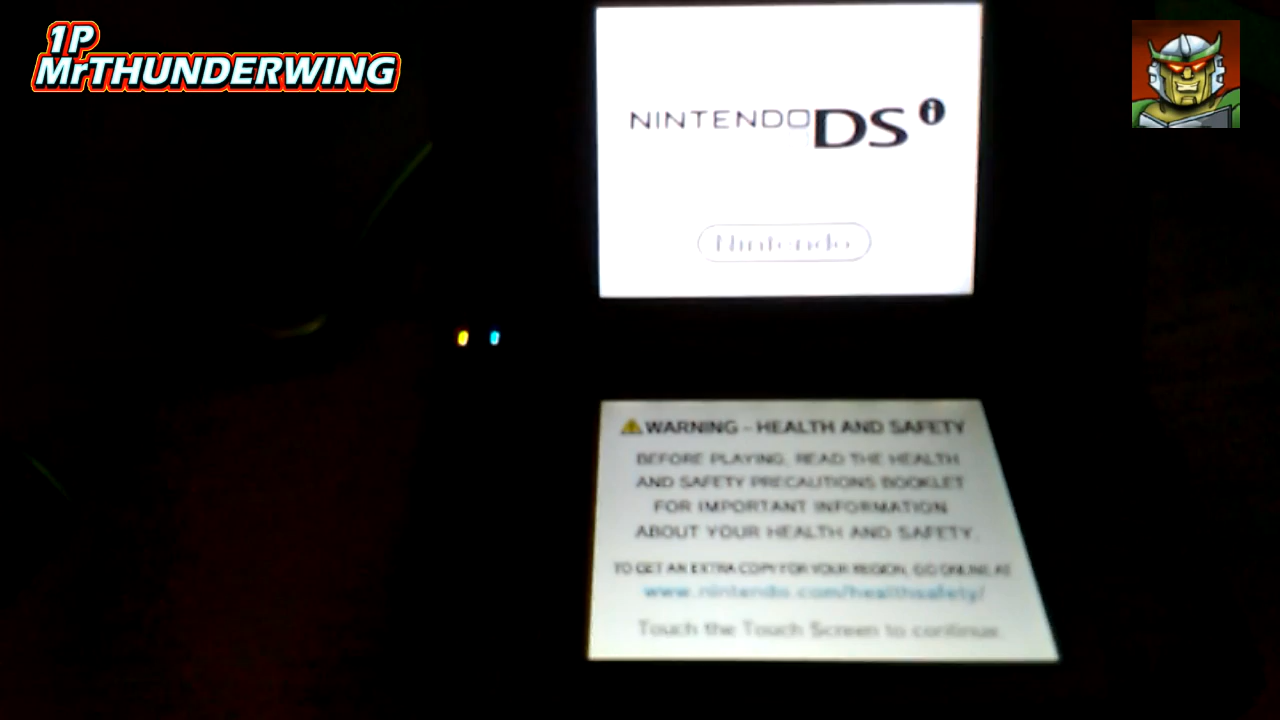 1P
MrTHUNDERWING
NINTENDO DSi
Nintendo
WARNING - HEALTH AND SAFETY
BEFORE PLAYING, READ THE HEALTH
AND SAFETY PRECAUTIONS BOOKLET
FOR IMPORTANT INFORMATION
ABOUT YOUR HEALTH AND SAFETY.
TO GET AN EXTRA COPY FOR YOUR REGION, GO ONLINE AT
www.nintendo.com/healthsafety/
Touch the Touch Screen to continue.